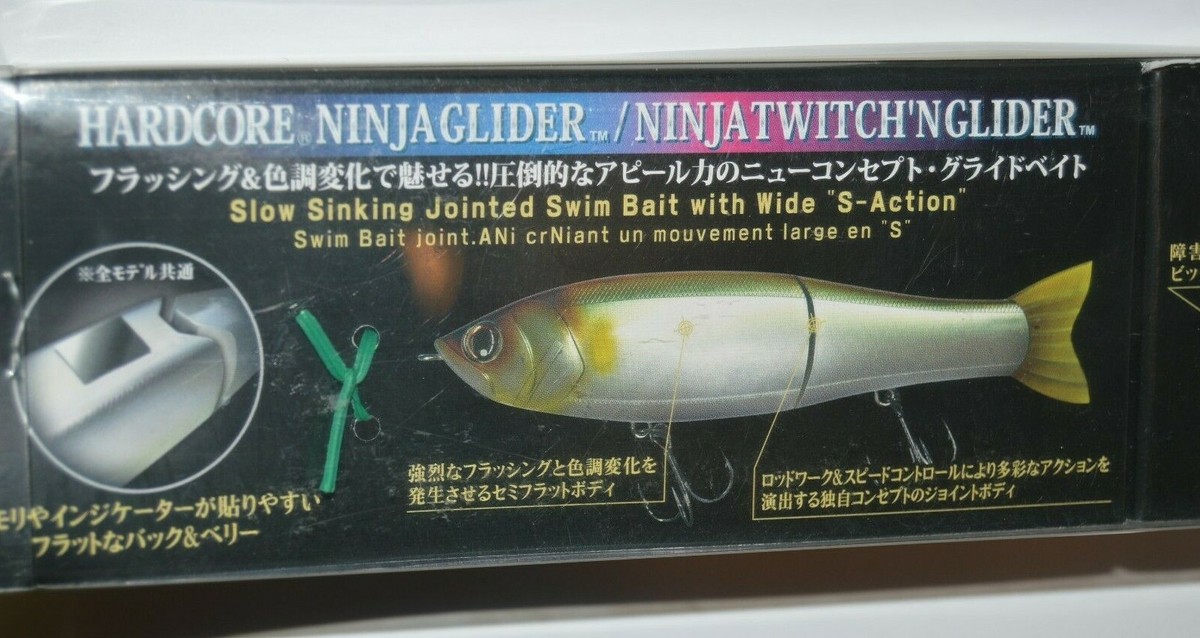 HARDCORE® NINJAGLIDER™ / NINJATWITCH'NGLIDER™
フラッシング&色調変化で魅せる!!圧倒的なアピール力のニューコンセプト・グライドベイト
Slow Sinking Jointed Swim Bait with Wide "S-Action"
Swim Bait joint.ANi crNiant un mouvement large en "S"
※全モデル共通
モリやインジケーターが貼りやすい
フラットなバック&ベリー
強烈なフラッシングと色調変化を
発生させるセミフラットボディ
ロッドワーク&スピードコントロールにより多彩なアクションを
演出する独自コンセプトのジョイントボディ
障害
ビッ